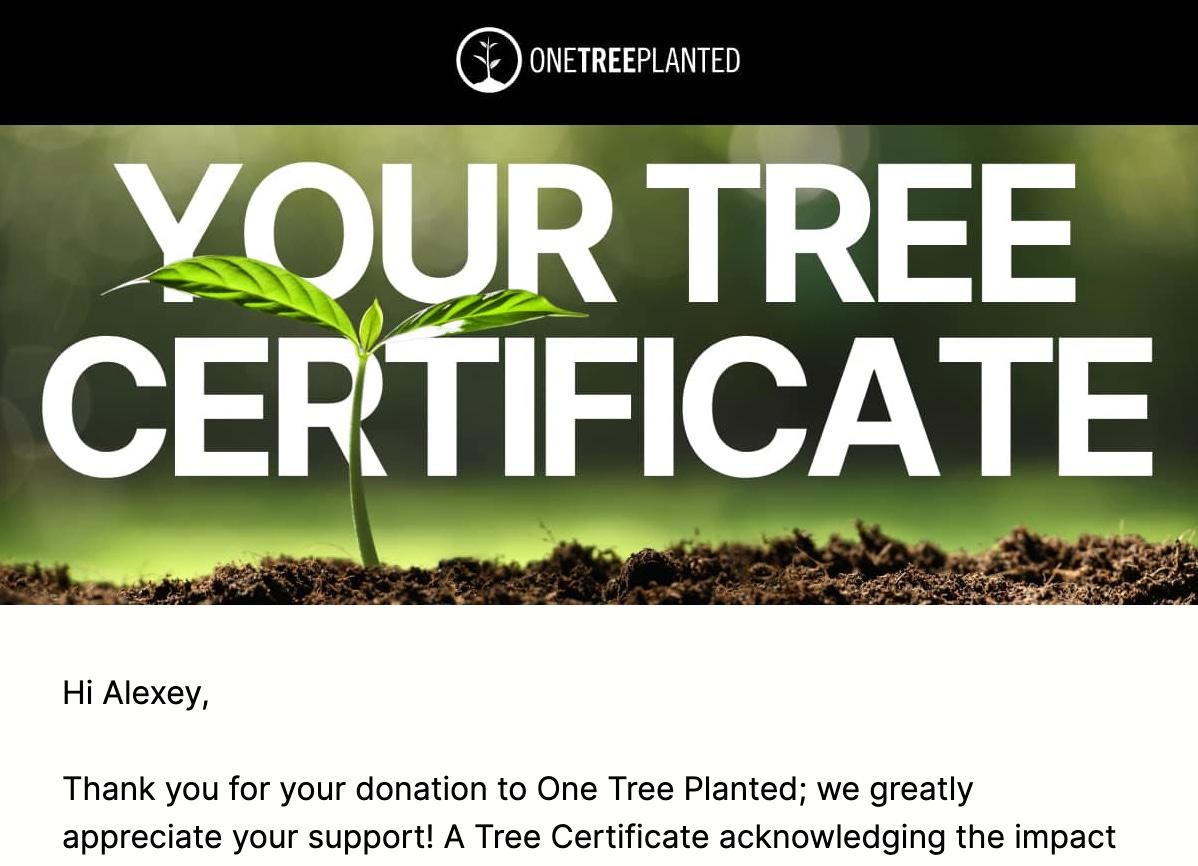 ONETREEPLANTED
YOUR TREE
CERTIFICATE
Hi Alexey,
Thank you for your donation to One Tree Planted; we greatly
appreciate your support! A Tree Certificate acknowledging the impact